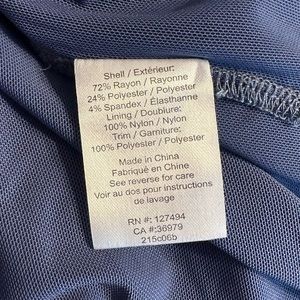 Shell / Extérieur:
72% Rayon / Rayonne
24% Polyester / Polyester
4% Spandex / Élasthanne
Lining / Doublure:
100% Nylon / Nylon
Trim / Garniture:
100% Polyester / Polyester
Made in China
Fabriqué en Chine
See reverse for care
Voir au dos pour instructions
de lavage
RN #: 127494
CA #:36979
215c06b